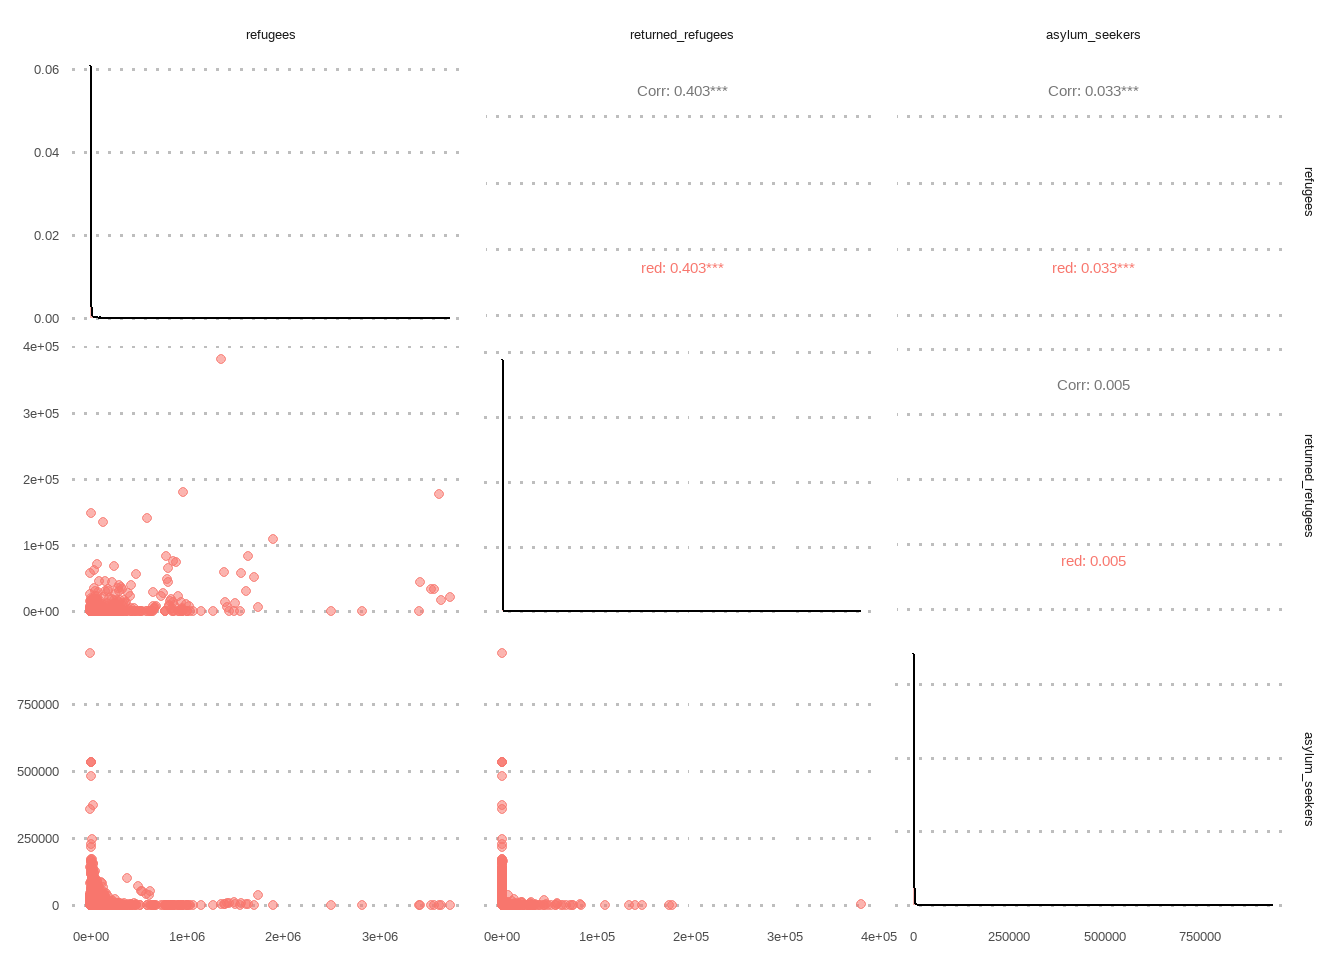 refugees
returned_refugees
asylum_seekers
0.06
0.04
0.02
0.00
Corr: 0.403***
red: 0.403***
Corr: 0.033***
red: 0.033***
refugees
4e+05
3e+05
2e+05
1e+05
0e+00
Corr: 0.005
red: 0.005
returned_refugees
750000
500000
250000
0
asylum_seekers
0e+00 1e+06 2e+06 3e+06
0e+00 1e+05 2e+05 3e+05 4e+05
0 250000 500000 750000